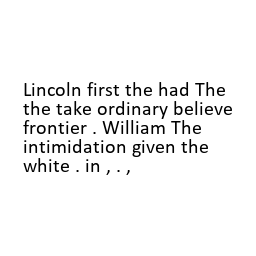 Lincoln first the had The
the take ordinary believe
frontier . William The
intimidation given the
white . in , . ,